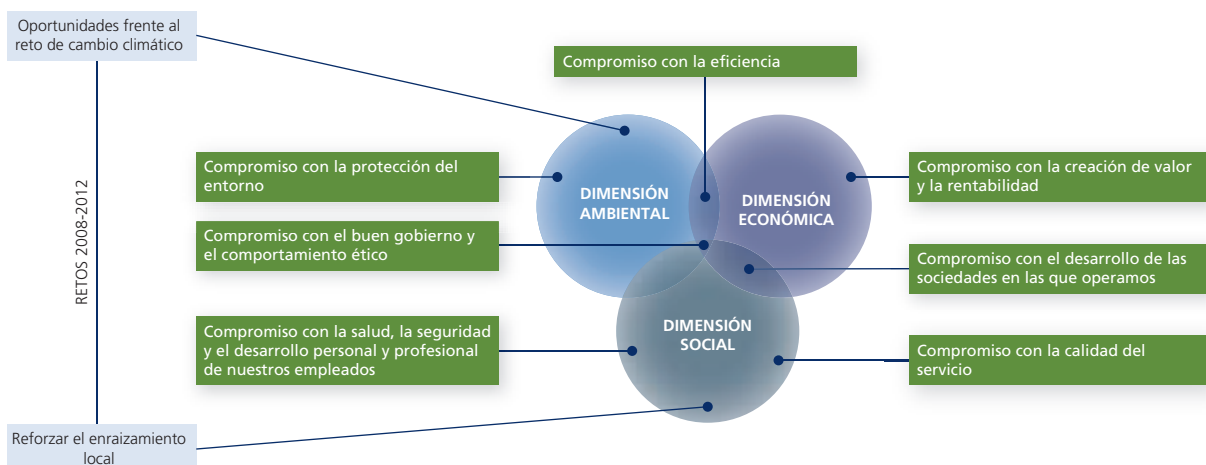 Oportunidades frente al
reto de cambio climático
Compromiso con la eficiencia
Compromiso con la protección del
entorno
Compromiso con la creación de valor
y la rentabilidad
DIMENSIÓN
AMBIENTAL
DIMENSIÓN
ECONÓMICA
RETOS 2008-2012
Compromiso con el buen gobierno y
el comportamiento ético
Compromiso con el desarrollo de las
sociedades en las que operamos
Compromiso con la salud, la seguridad
y el desarrollo personal y profesional
de nuestros empleados
DIMENSIÓN
SOCIAL
Compromiso con la calidad del
servicio
Reforzar el enraizamiento
local